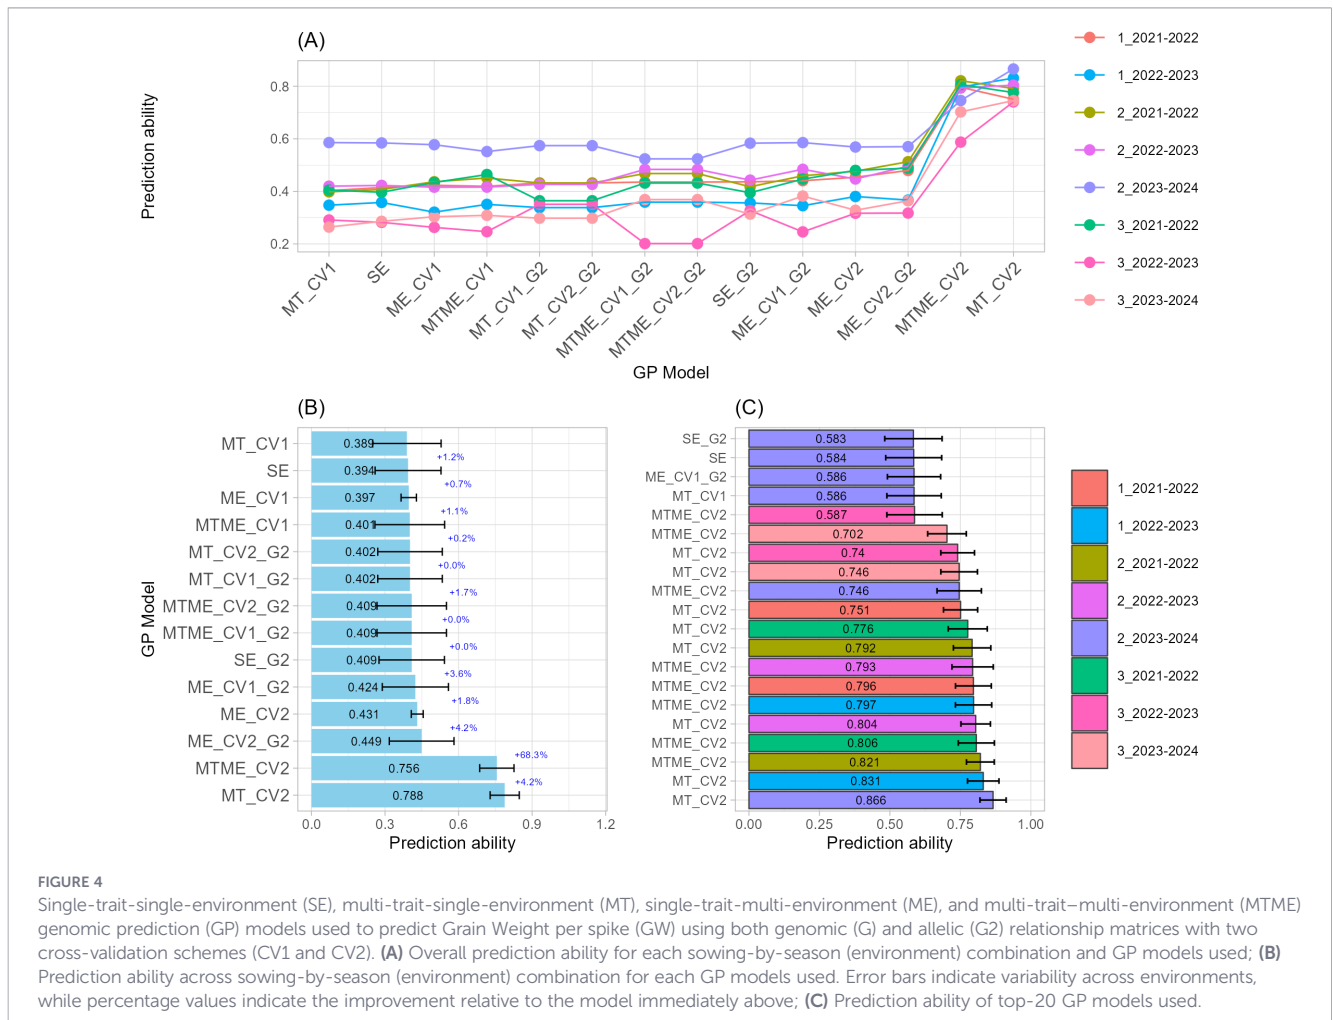 (A)
Prediction ability
0.8
0.6
0.4
0.2
MT_CV1
SE
ME_CV1
MTME_CV1
MT_CV1_G2
MT_CV2_G2
MTME_CV1_G2
MTME_CV2_G2
SE_G2
ME_CV1_G2
ME_CV2
ME_CV2_G2
MTME_CV2
MT_CV2
GP Model
1_2021-2022
1_2022-2023
2_2021-2022
2_2022-2023
2_2023-2024
3_2021-2022
3_2022-2023
3_2023-2024
(B)
GP Model
MT_CV1 0.389
+1.2%
SE 0.394
+0.7%
ME_CV1 0.397
+1.1%
MTME_CV1 0.401
+0.2%
MT_CV2_G2 0.402
+0.0%
MT_CV1_G2 0.402
+1.7%
MTME_CV2_G2 0.409
+0.0%
MTME_CV1_G2 0.409
+0.0%
SE_G2 0.409
+3.6%
ME_CV1_G2 0.424
+1.8%
ME_CV2 0.431
+4.2%
ME_CV2_G2 0.449
+68.3%
MTME_CV2 0.756
+4.2%
MT_CV2 0.788
0.0 0.3 0.6 0.9 1.2
Prediction ability
(C)
SE_G2 0.583
SE 0.584
ME_CV1_G2 0.586
MT_CV1 0.586
MTME_CV2 0.587
MTME_CV2 0.702
MT_CV2 0.74
MT_CV2 0.746
MTME_CV2 0.746
MT_CV2 0.751
MT_CV2 0.776
MT_CV2 0.792
MTME_CV2 0.793
MTME_CV2 0.796
MTME_CV2 0.797
MT_CV2 0.804
MTME_CV2 0.806
MTME_CV2 0.821
MT_CV2 0.831
MT_CV2 0.866
0.00 0.25 0.50 0.75 1.00
Prediction ability
1_2021-2022
1_2022-2023
2_2021-2022
2_2022-2023
2_2023-2024
3_2021-2022
3_2022-2023
3_2023-2024
FIGURE 4
Single-trait-single-environment (SE), multi-trait-single-environment (MT), single-trait-multi-environment (ME), and multi-trait–multi-environment (MTME)
genomic prediction (GP) models used to predict Grain Weight per spike (GW) using both genomic (G) and allelic (G2) relationship matrices with two
cross-validation schemes (CV1 and CV2). (A) Overall prediction ability for each sowing-by-season (environment) combination and GP models used; (B)
Prediction ability across sowing-by-season (environment) combination for each GP models used. Error bars indicate variability across environments,
while percentage values indicate the improvement relative to the model immediately above; (C) Prediction ability of top-20 GP models used.